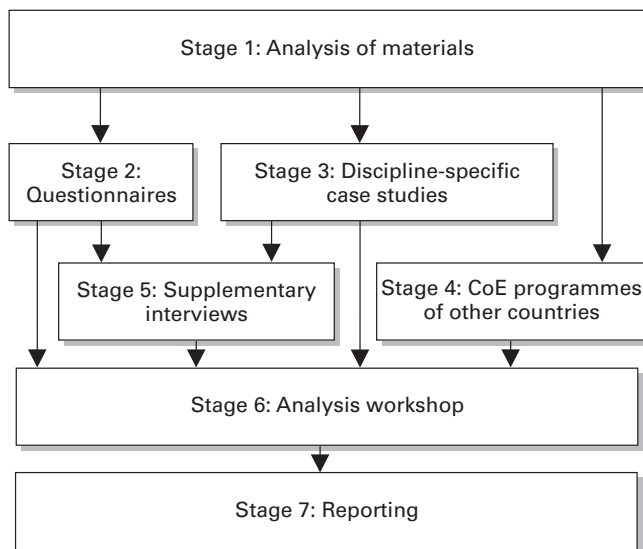 Stage 1: Analysis of materials
Stage 2:
Questionnaires
Stage 3: Discipline-specific
case studies
Stage 5: Supplementary
interviews
Stage 4: CoE programmes
of other countries
Stage 6: Analysis workshop
Stage 7: Reporting